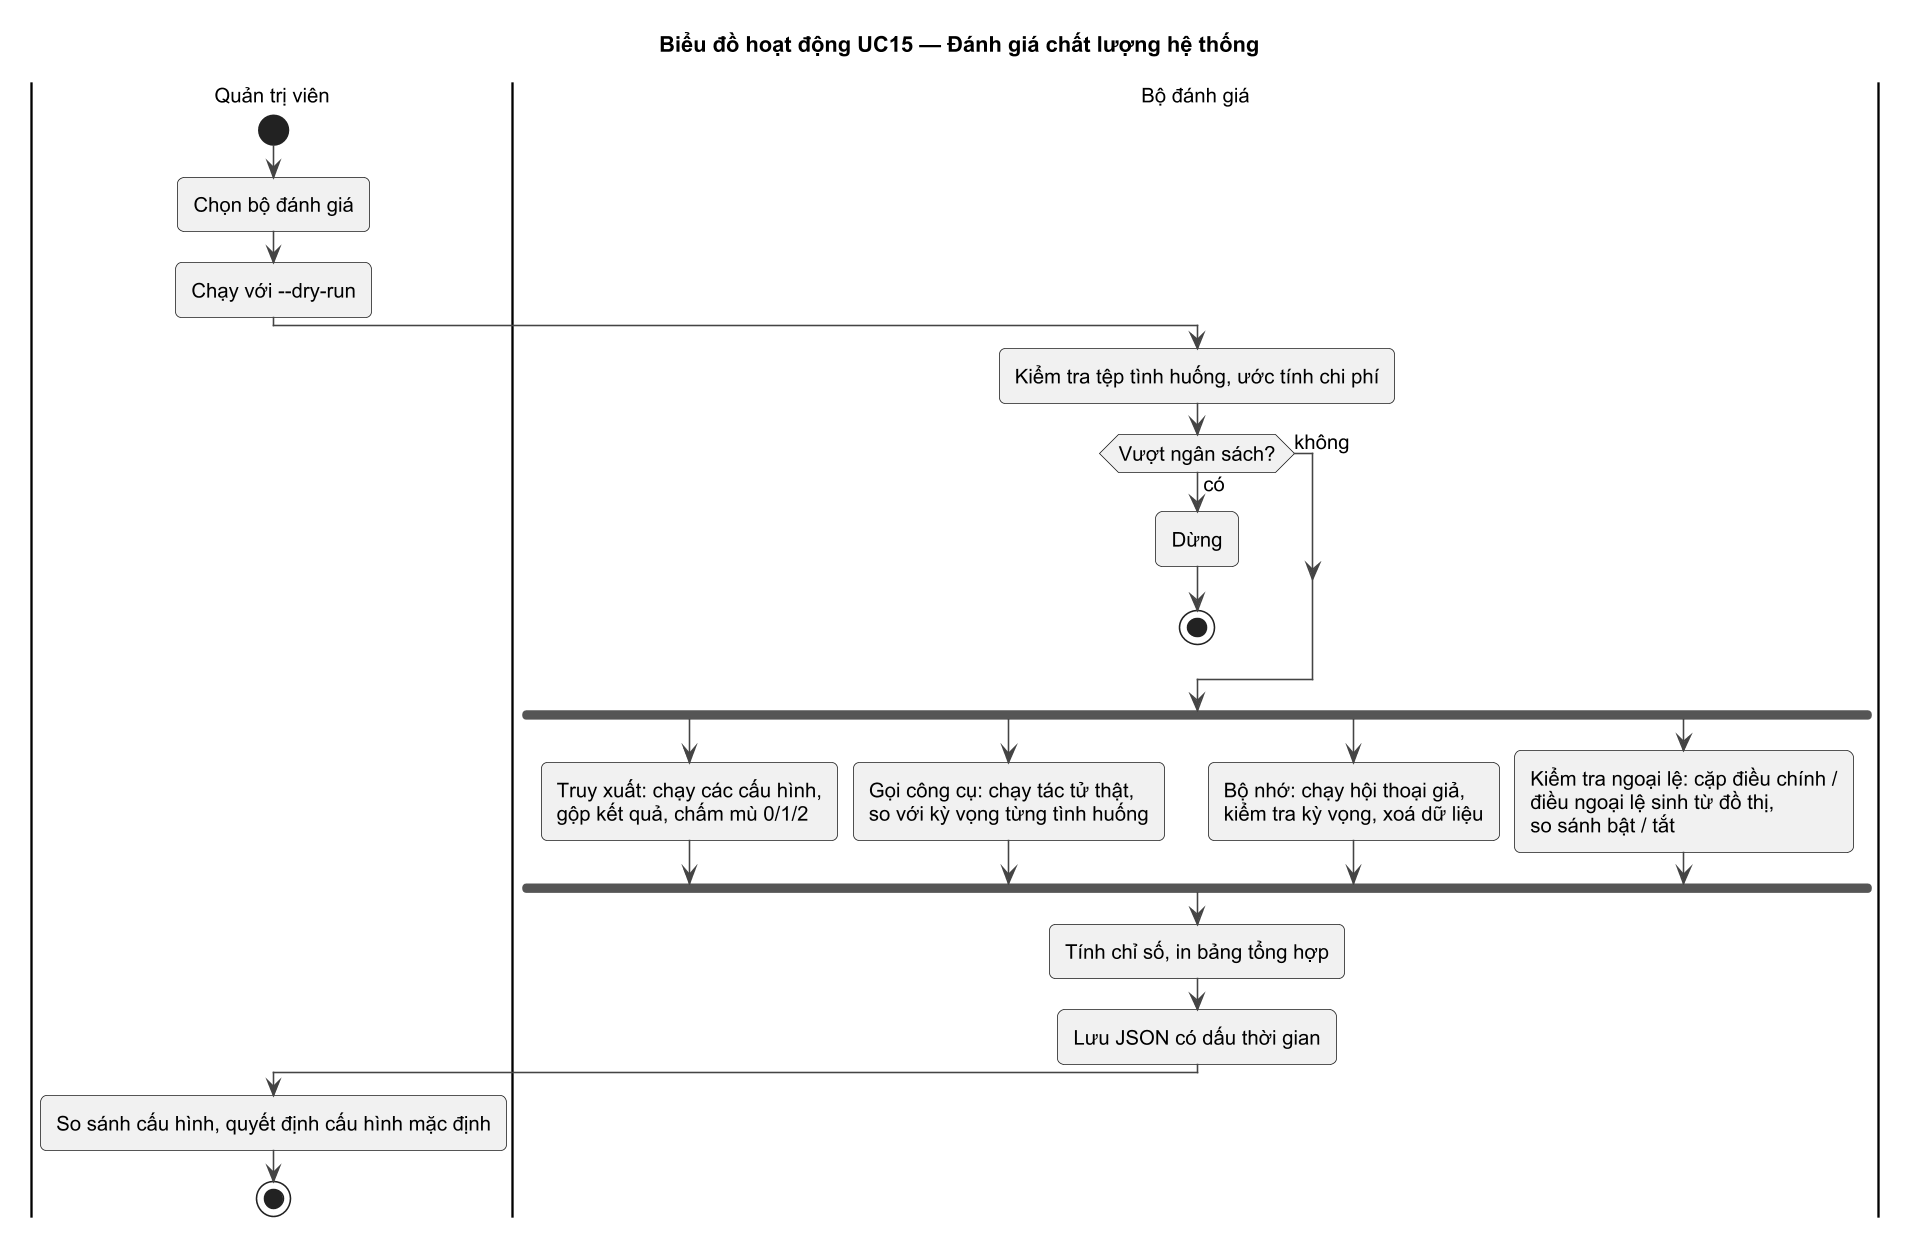 Biểu đồ hoạt động UC15 — Đánh giá chất lượng hệ thống
Quản trị viên
Bộ đánh giá
Chọn bộ đánh giá
Chạy với --dry-run
Kiểm tra tệp tình huống, ước tính chi phí
Vượt ngân sách?
không
có
Dừng
Truy xuất: chạy các cấu hình,
gộp kết quả, chấm mù 0/1/2
Gọi công cụ: chạy tác tử thật,
so với kỳ vọng từng tình huống
Bộ nhớ: chạy hội thoại giả,
kiểm tra kỳ vọng, xoá dữ liệu
Kiểm tra ngoại lệ: cặp điều chính /
điều ngoại lệ sinh từ đồ thị,
so sánh bật / tắt
Tính chỉ số, in bảng tổng hợp
Lưu JSON có dấu thời gian
So sánh cấu hình, quyết định cấu hình mặc định